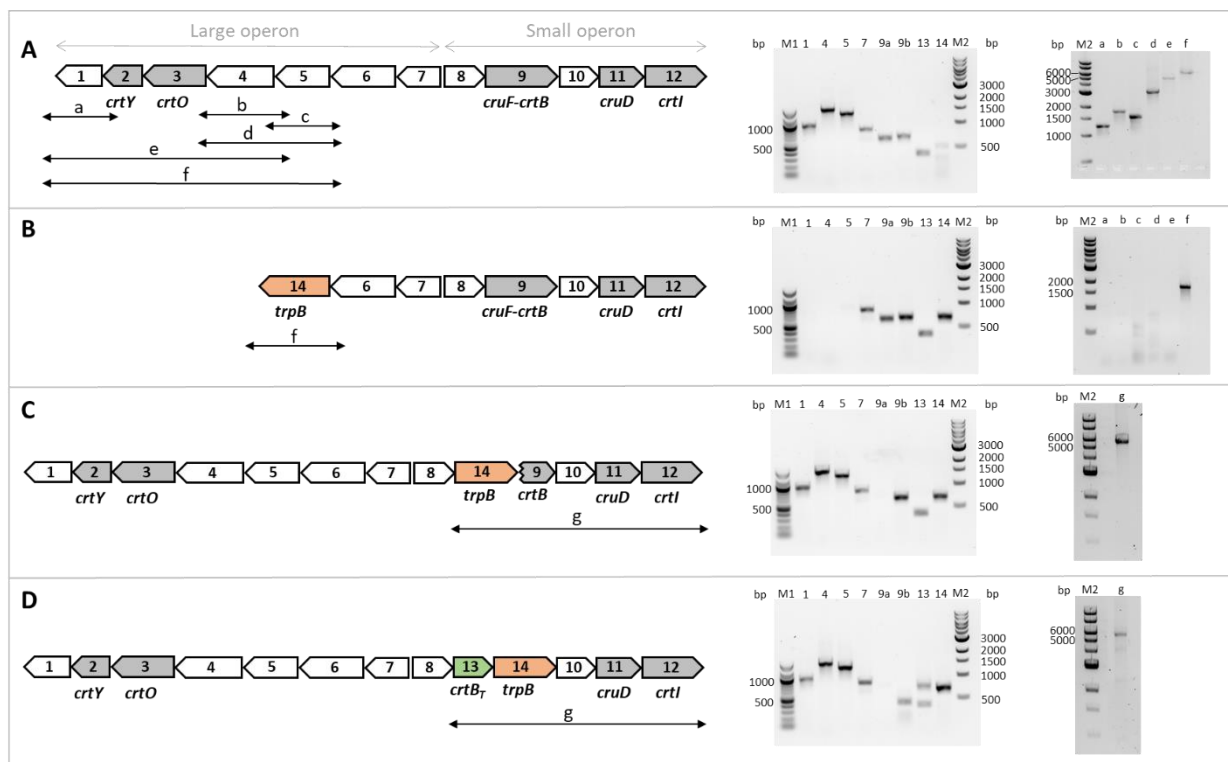 Large operon Small operon
A
1 2 3 4 5 6 7 8 9 10 11 12
crtY crtO cruF-crtB cruD crtI
a b
c
d
e
f
bp M1 1 4 5 7 9a 9b 13 14 M2 bp
3000
2000
1500
1000
500
1000
500
M2 a b c d e f
6000
5000
3000
2000
1500
1000
B
14 6 7 8 9 10 11 12
trpB cruF-crtB cruD crtI
f
bp M1 1 4 5 7 9a 9b 13 14 M2 bp
3000
2000
1500
1000
500
1000
500
bp M2 a b c d e f
2000
1500
C
1 2 3 4 5 6 7 8 14 9 10 11 12
crtY crtO trpB crtB cruD crtI
g
bp M1 1 4 5 7 9a 9b 13 14 M2 bp
3000
2000
1500
1000
500
1000
500
bp M2 g
6000
5000
D
1 2 3 4 5 6 7 8 13 14 10 11 12
crtY crtO crtBT trpB cruD crtI
g
bp M1 1 4 5 7 9a 9b 13 14 M2 bp
3000
2000
1500
1000
500
1000
500
bp M2 g
6000
5000